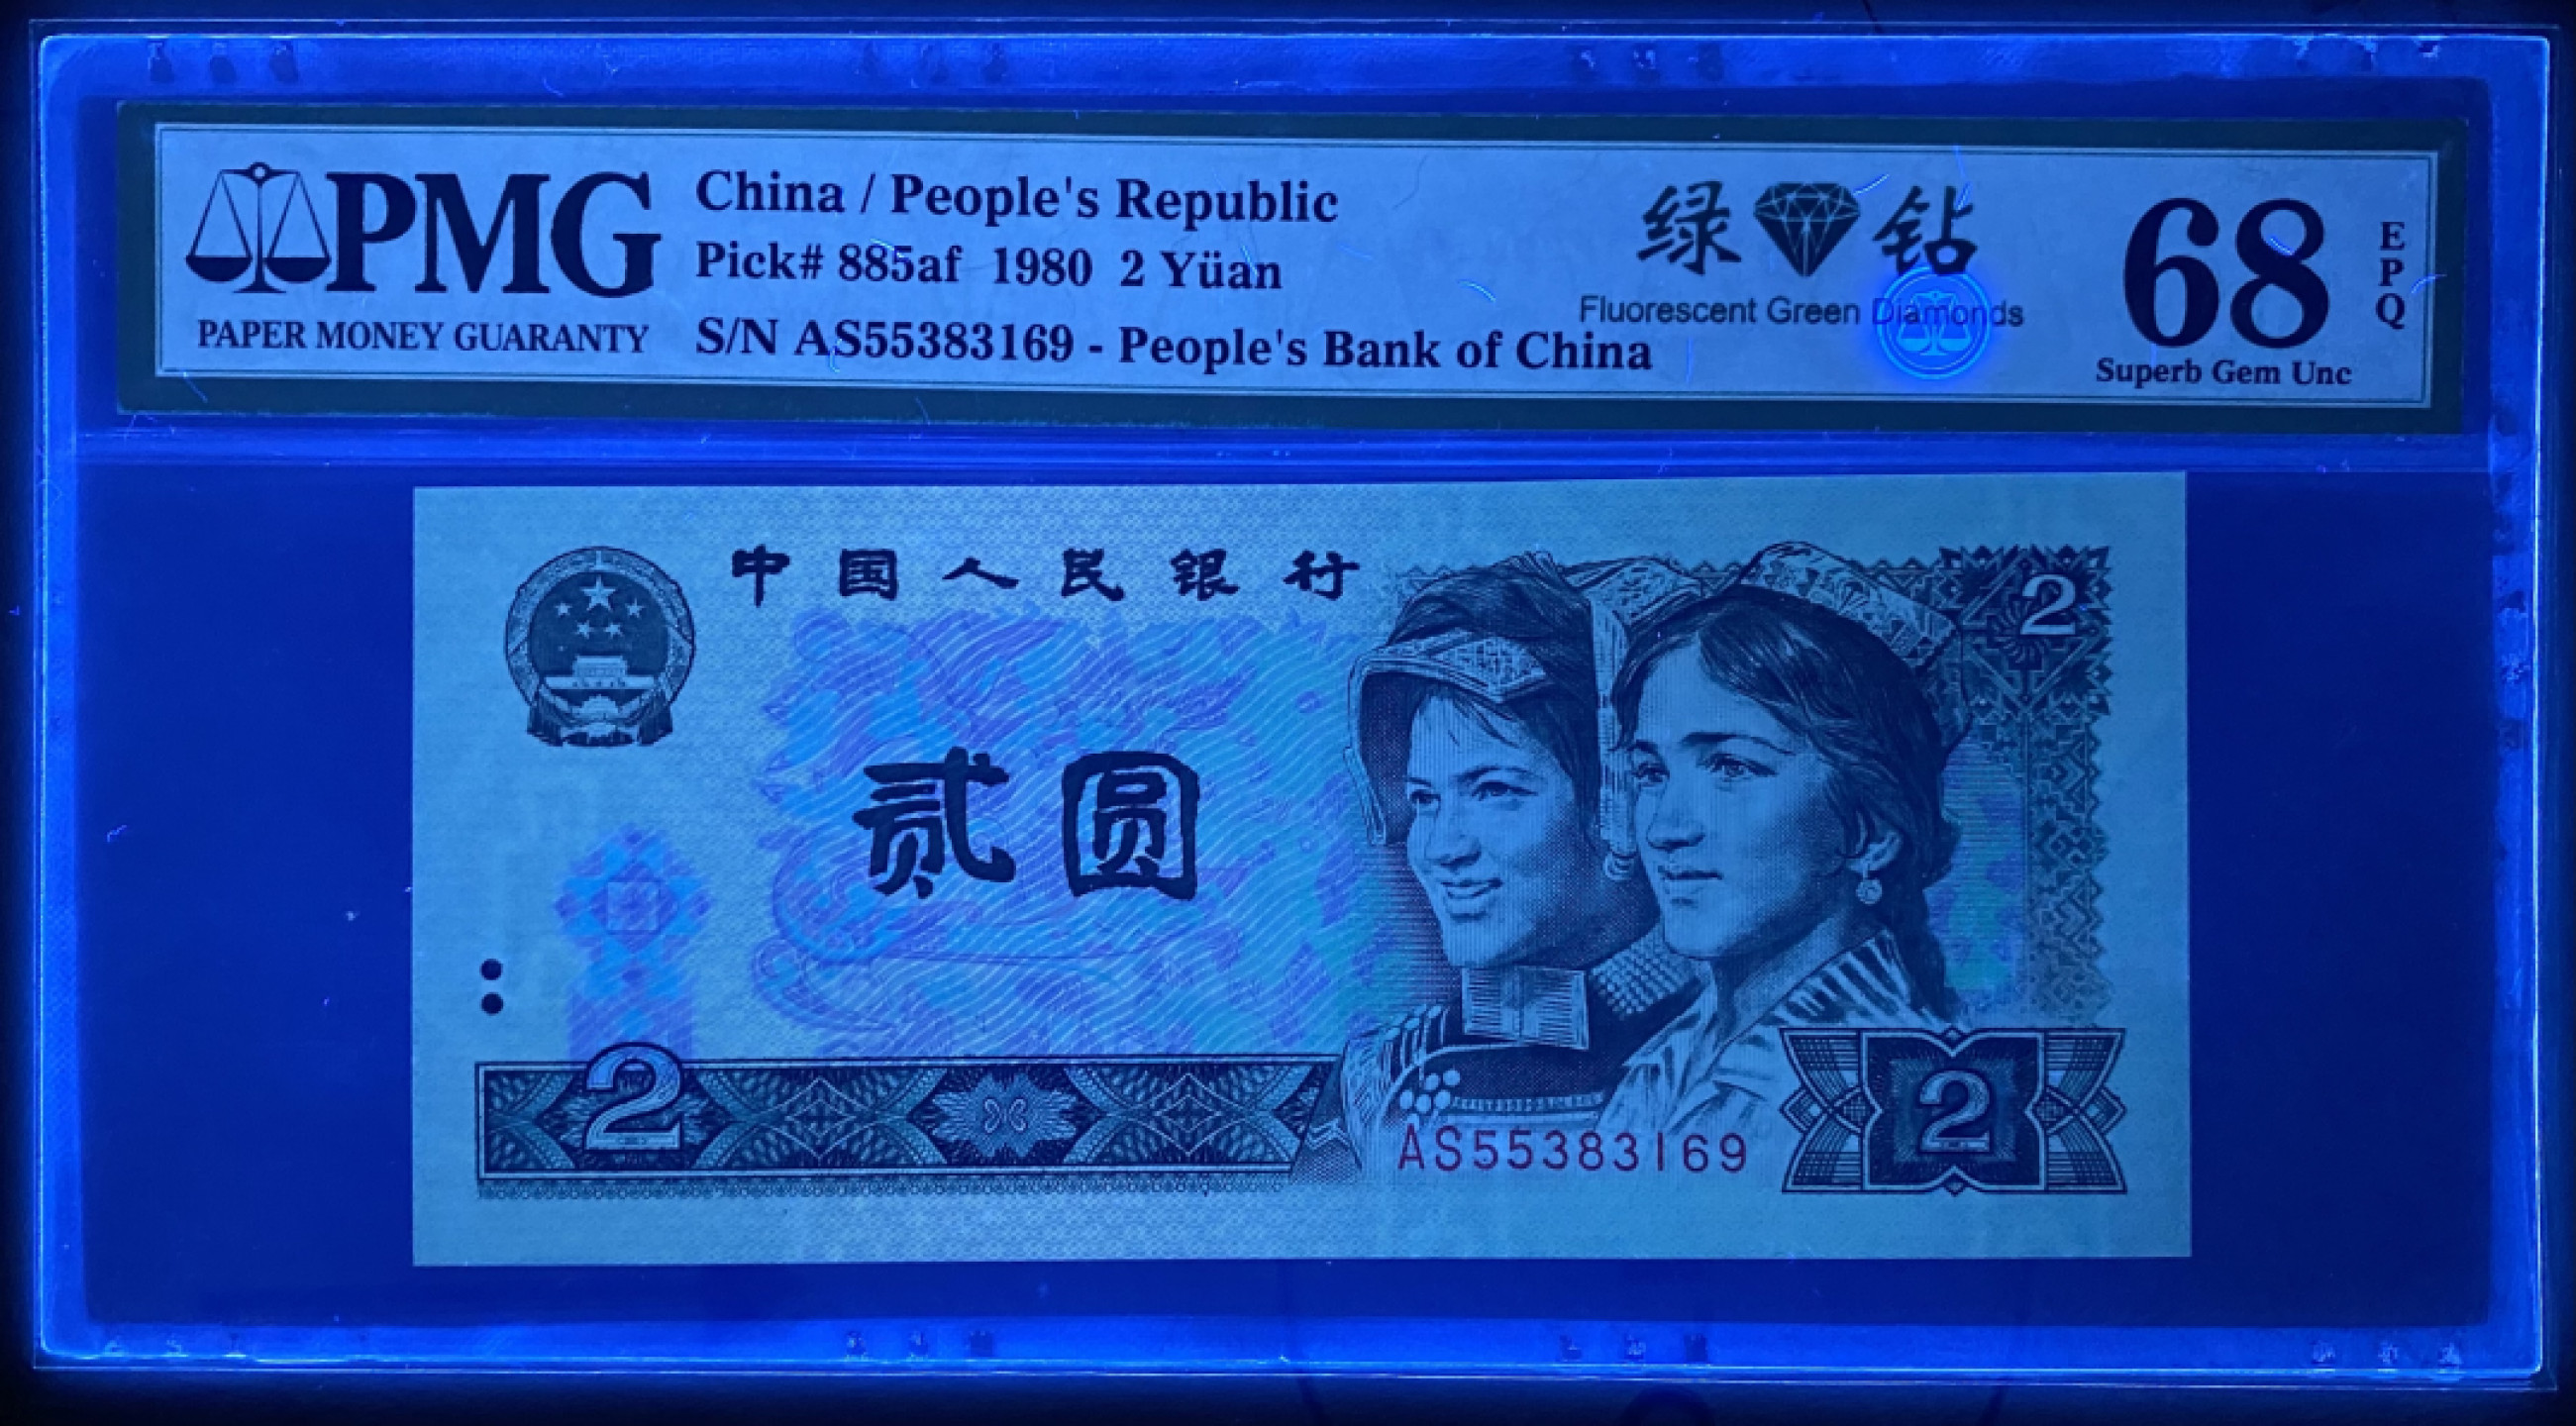 PMG
PAPER MONEY GUARANTY
China / People's Republic
Pick# 885af 1980 2 Yüan
S/N AS55383169 - People's Bank of China
绿钻
Fluorescent Green Diamonds
68
EPQ
Superb Gem Unc
中国人民银行
2
贰圆
2
AS55383169
2